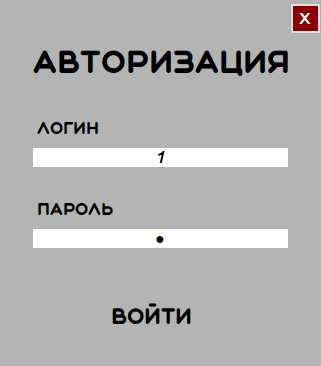 X
АВТОРИЗАЦИЯ
ЛОГИН
1
ПАРОЛЬ
●
ВОЙТИ